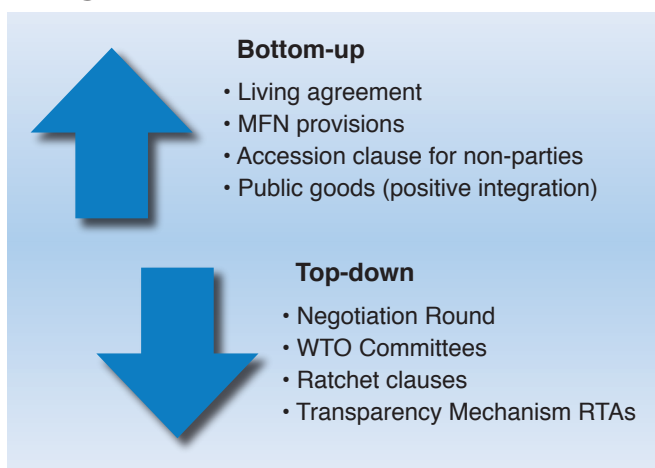 Bottom-up
• Living agreement
• MFN provisions
• Accession clause for non-parties
• Public goods (positive integration)
Top-down
• Negotiation Round
• WTO Committees
• Ratchet clauses
• Transparency Mechanism RTAs